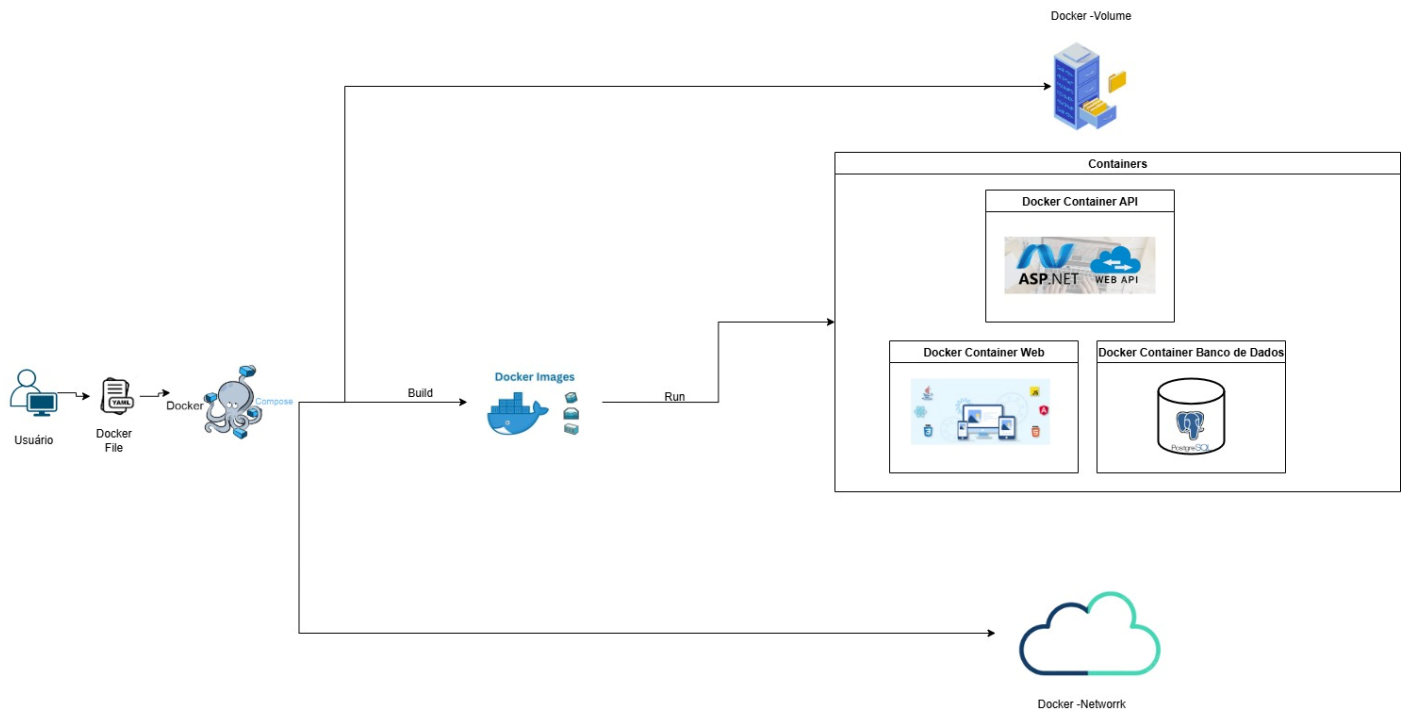 Docker -Volume
Containers
Docker Container API
ASP.NET
WEB API
Docker Container Web
Docker Container Banco de Dados
JS
PostgreSQL
Docker Images
Build
Run
YAML
Docker
Compose
Usuário
Docker
File
Docker -Networrk